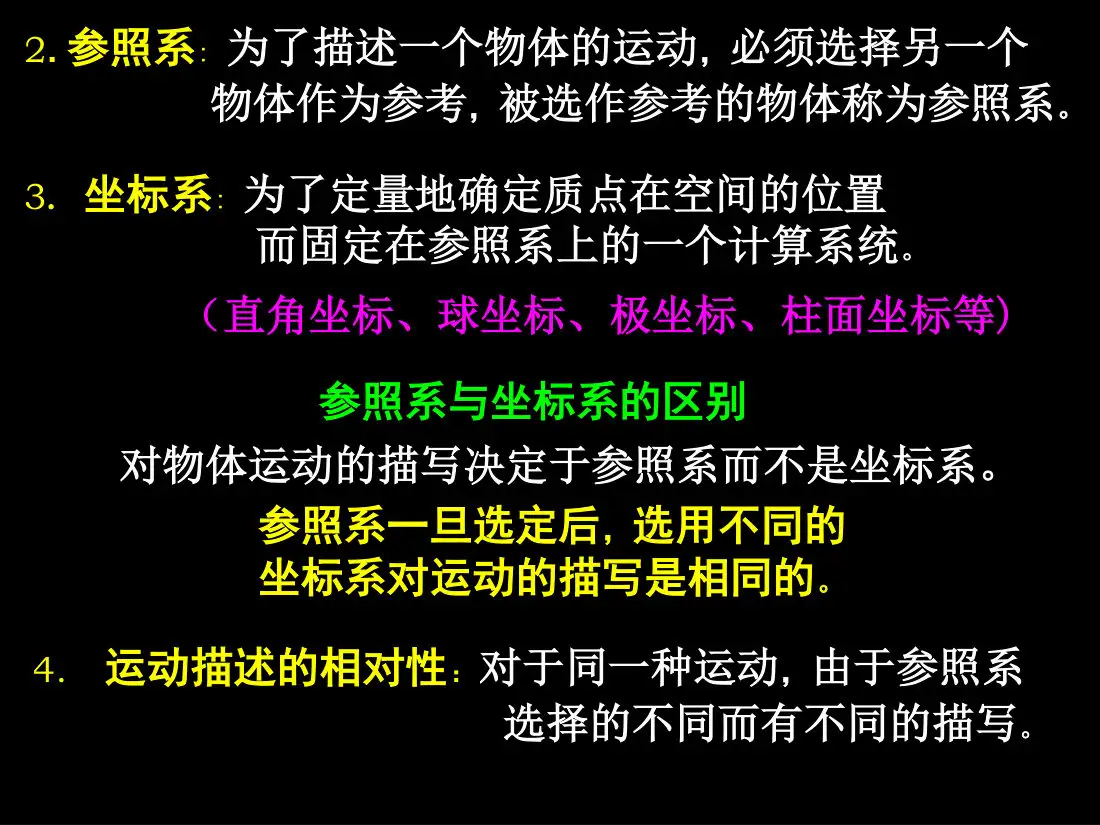 2. 参照系: 为了描述一个物体的运动, 必须选择另一个
物体作为参考, 被选作参考的物体称为参照系。
3. 坐标系: 为了定量地确定质点在空间的位置
而固定在参照系上的一个计算系统。
(直角坐标、球坐标、极坐标、柱面坐标等)
参照系与坐标系的区别
对物体运动的描写决定于参照系而不是坐标系。
参照系一旦选定后, 选用不同的
坐标系对运动的描写是相同的。
4. 运动描述的相对性: 对于同一种运动, 由于参照系
选择的不同而有不同的描写。